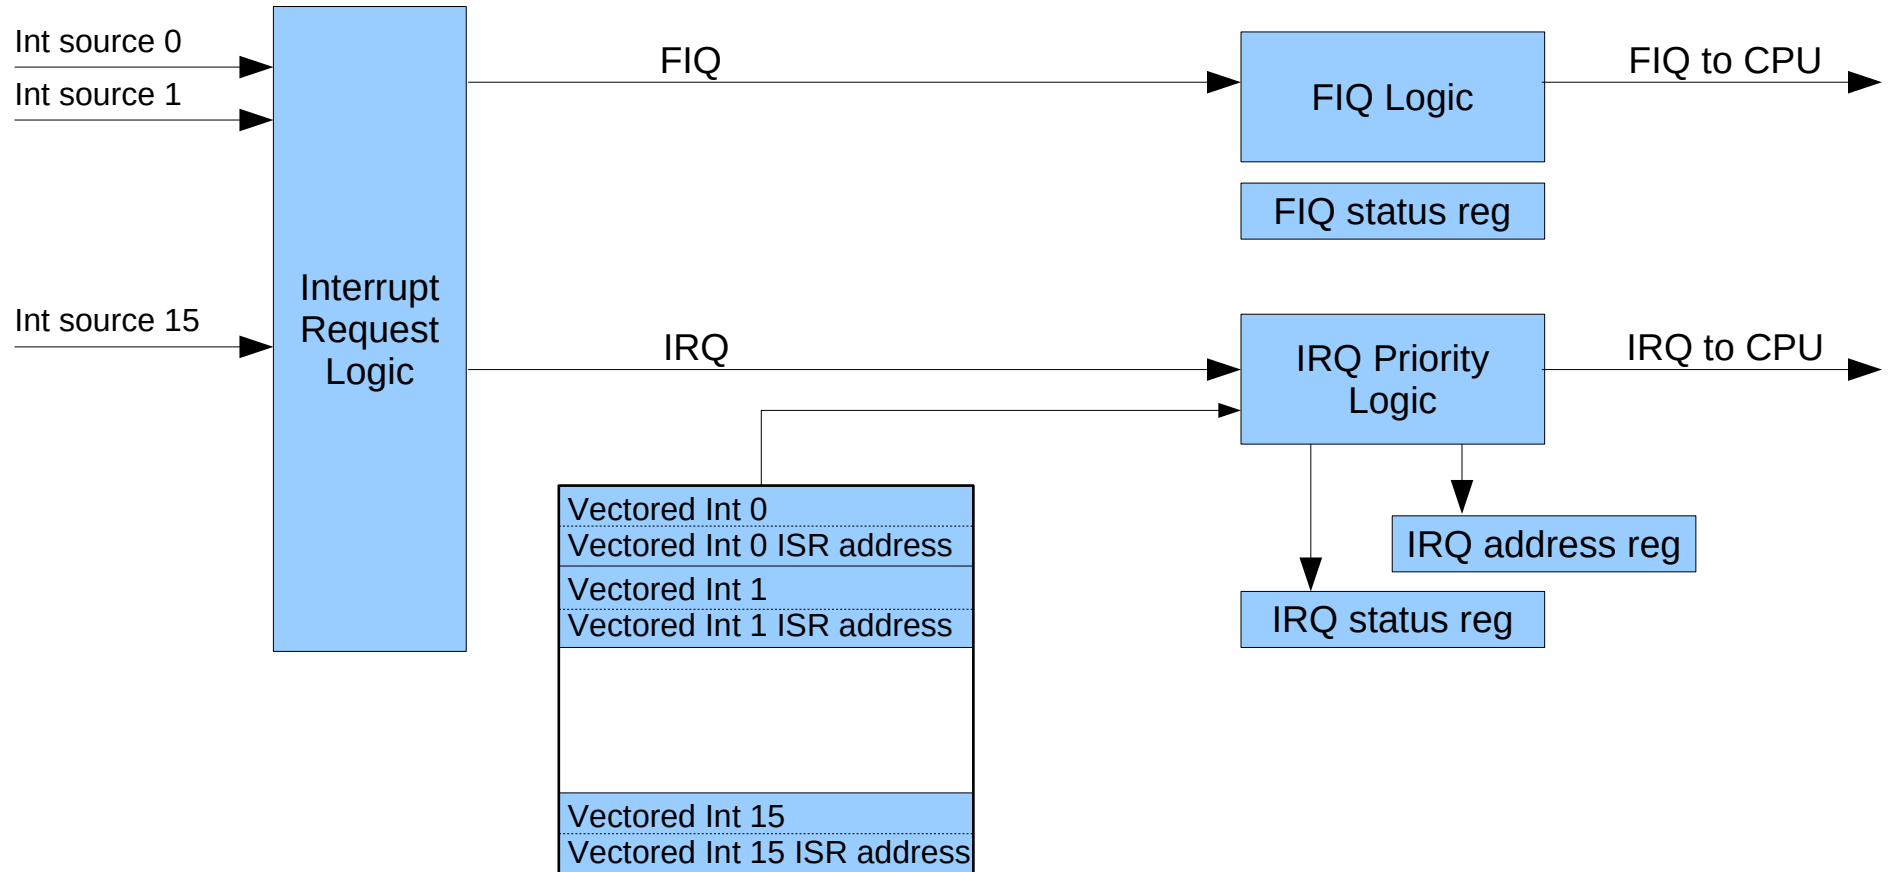 Int source 0
Int source 1
Int source 15
Interrupt
Request
Logic
FIQ
FIQ Logic
FIQ to CPU
FIQ status reg
IRQ
IRQ Priority
Logic
IRQ to CPU
IRQ address reg
IRQ status reg
Vectored Int 0
Vectored Int 0 ISR address
Vectored Int 1
Vectored Int 1 ISR address
Vectored Int 15
Vectored Int 15 ISR address